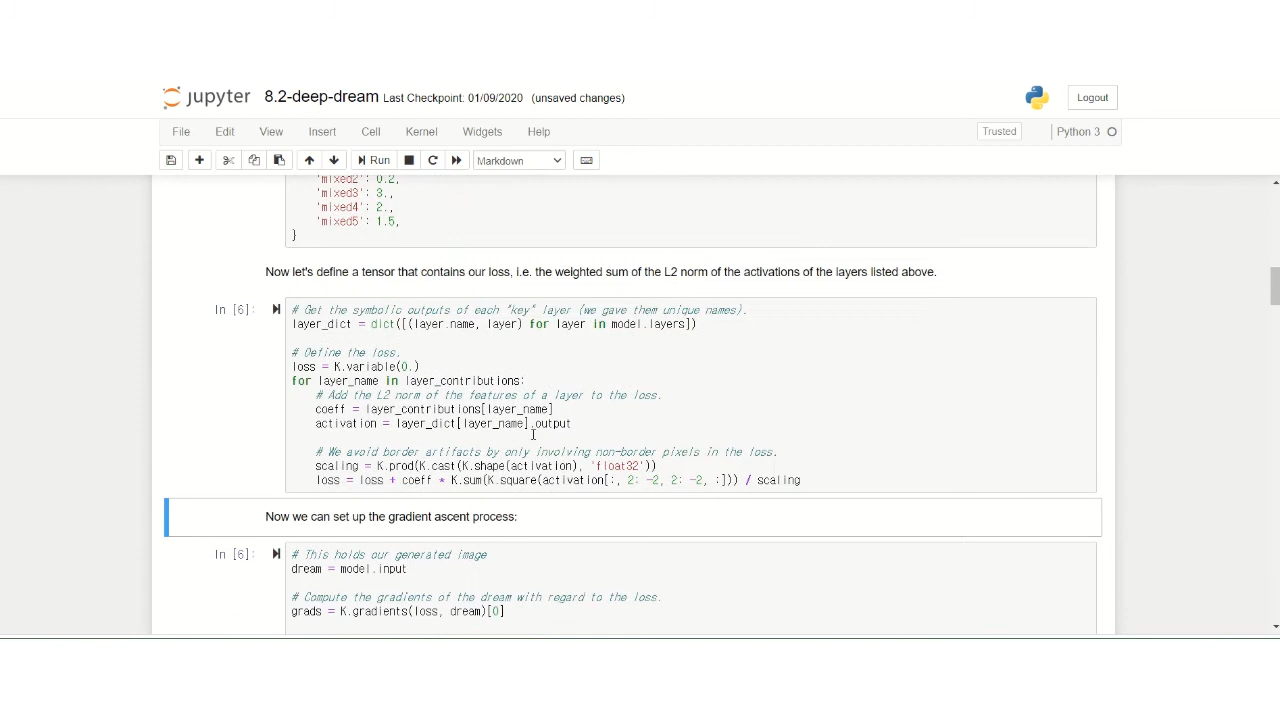 jupyter 8.2-deep-dream Last Checkpoint: 01/09/2020 (unsaved changes) Logout
File Edit View Insert Cell Kernel Widgets Help Trusted Python 3
Run Markdown
'mixed2': 0.2,
'mixed3': 3.,
'mixed4': 2.,
'mixed5': 1.5,
}
Now let's define a tensor that contains our loss, i.e. the weighted sum of the L2 norm of the activations of the layers listed above.
In [6]: # Get the symbolic outputs of each "key" layer (we gave them unique names).
layer_dict = dict([(layer.name, layer) for layer in model.layers])
# Define the loss.
loss = K.variable(0.)
for layer_name in layer_contributions:
# Add the L2 norm of the features of a layer to the loss.
coeff = layer_contributions[layer_name]
activation = layer_dict[layer_name].output
# We avoid border artifacts by only involving non-border pixels in the loss.
scaling = K.prod(K.cast(K.shape(activation), 'float32'))
loss = loss + coeff * K.sum(K.square(activation[:, 2: -2, 2: -2, :])) / scaling
Now we can set up the gradient ascent process:
In [6]: # This holds our generated image
dream = model.input
# Compute the gradients of the dream with regard to the loss.
grads = K.gradients(loss, dream)[0]